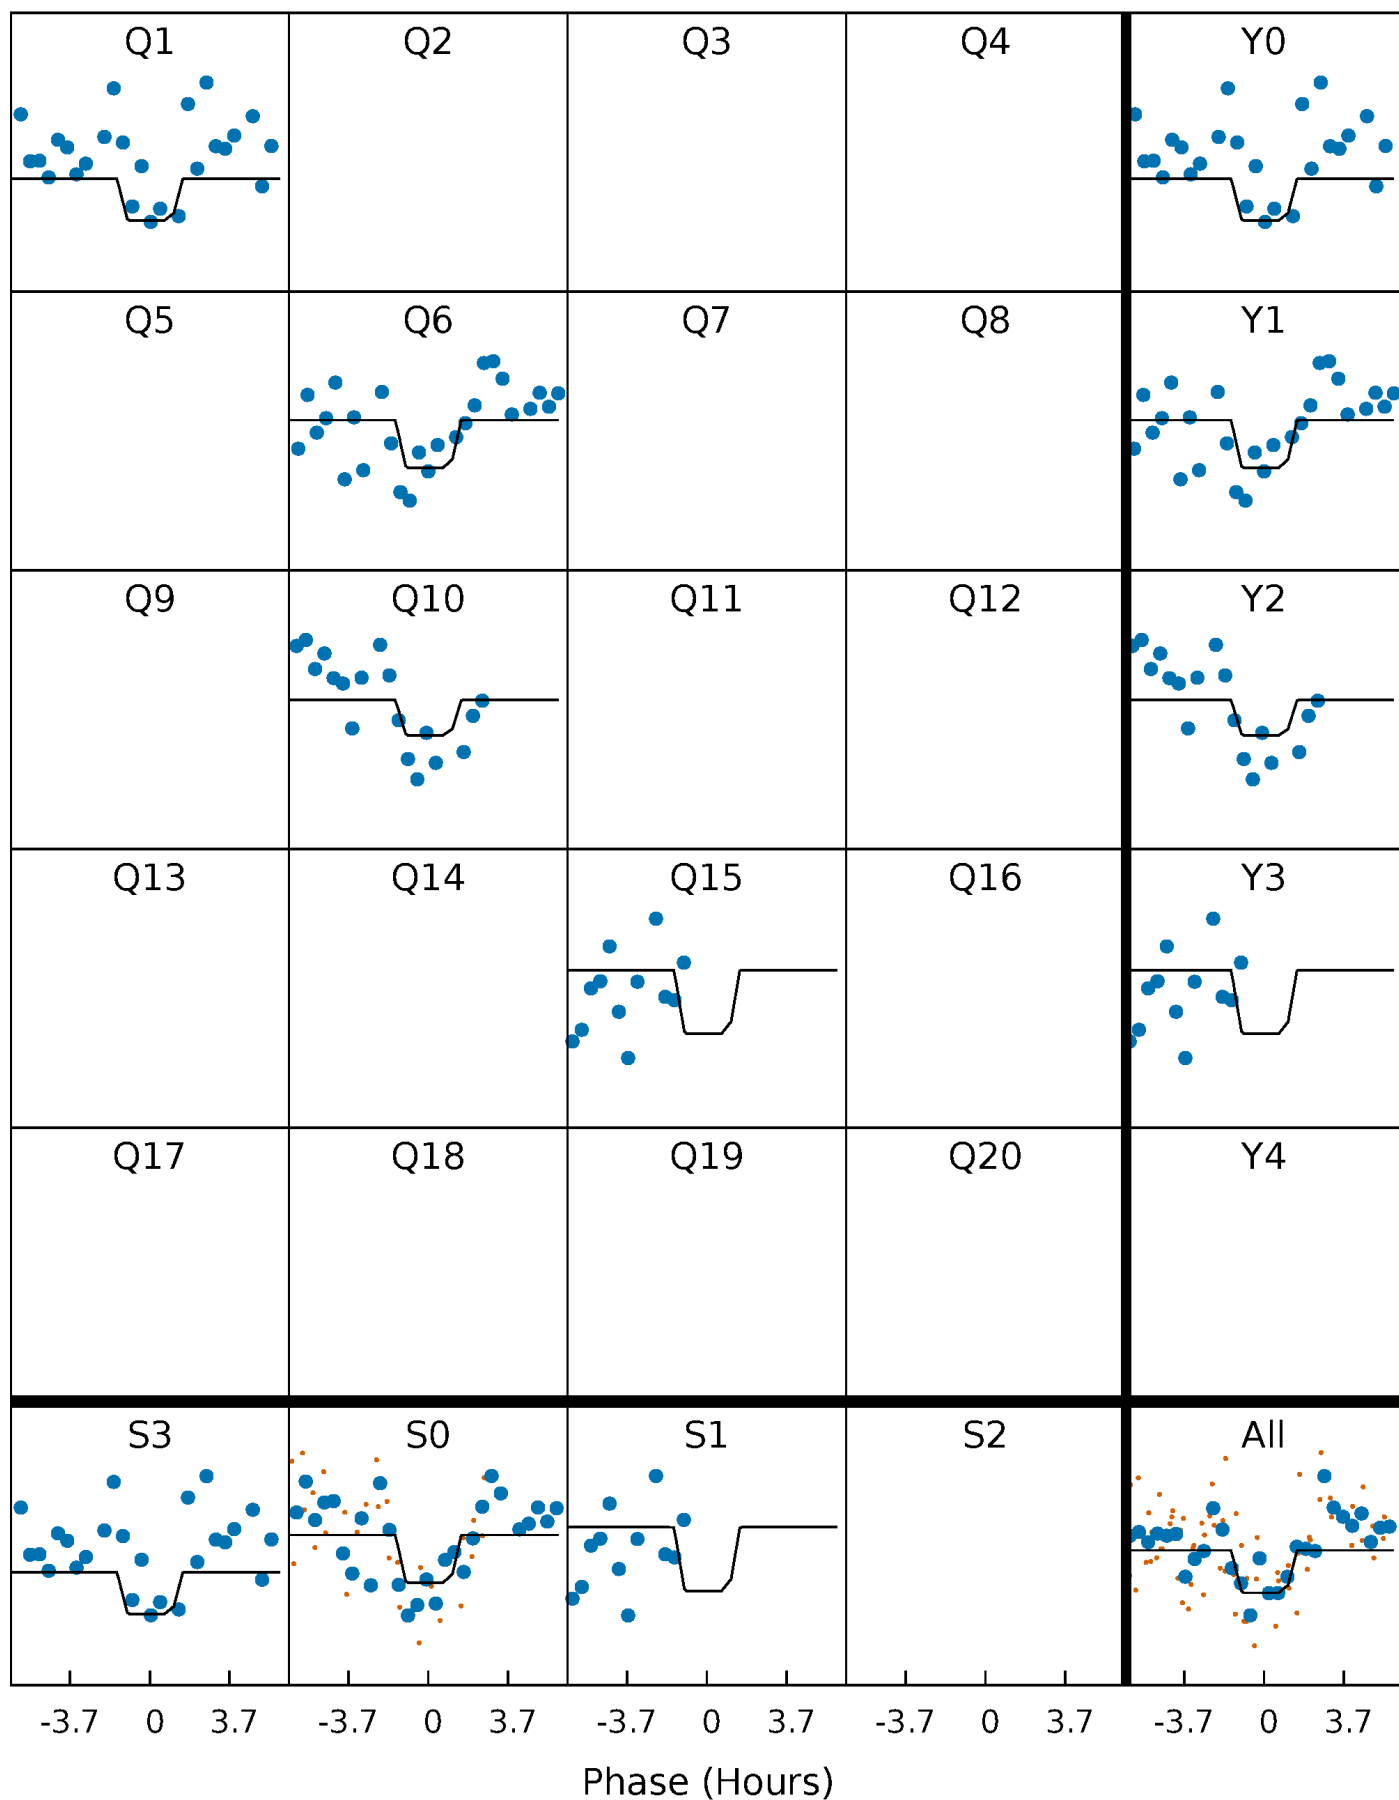 Q1 Q2 Q3 Q4 Y0
Q5 Q6 Q7 Q8 Y1
Q9 Q10 Q11 Q12 Y2
Q13 Q14 Q15 Q16 Y3
Q17 Q18 Q19 Q20 Y4
S3 S0 S1 S2 All
-3.7 0 3.7 -3.7 0 3.7 -3.7 0 3.7 -3.7 0 3.7 -3.7 0 3.7
Phase (Hours)